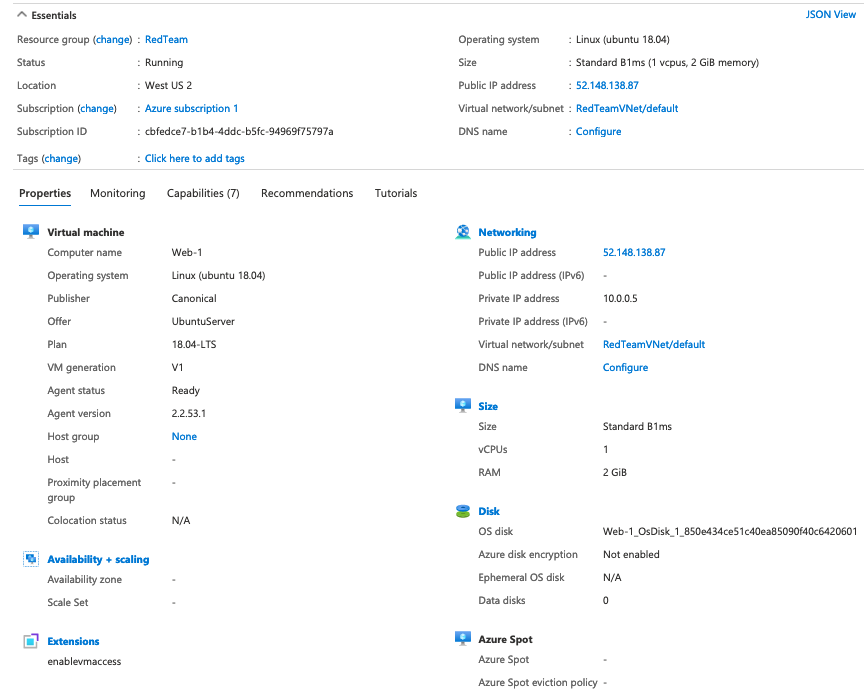 Essentials
JSON View
Resource group (change) : RedTeam
Status : Running
Location : West US 2
Subscription (change) : Azure subscription 1
Subscription ID : cbfedce7-b1b4-4ddc-b5fc-94969f75797a
Tags (change) : Click here to add tags
Operating system : Linux (ubuntu 18.04)
Size : Standard B1ms (1 vcpus, 2 GiB memory)
Public IP address : 52.148.138.87
Virtual network/subnet : RedTeamVNet/default
DNS name : Configure
Properties Monitoring Capabilities (7) Recommendations Tutorials
Virtual machine
Computer name Web-1
Operating system Linux (ubuntu 18.04)
Publisher Canonical
Offer UbuntuServer
Plan 18.04-LTS
VM generation V1
Agent status Ready
Agent version 2.2.53.1
Host group None
Host -
Proximity placement -
group
Colocation status N/A
Availability + scaling
Availability zone -
Scale Set -
Extensions
enablevmaccess
Networking
Public IP address 52.148.138.87
Public IP address (IPv6) -
Private IP address 10.0.0.5
Private IP address (IPv6) -
Virtual network/subnet RedTeamVNet/default
DNS name Configure
Size
Size Standard B1ms
vCPUs 1
RAM 2 GiB
Disk
OS disk Web-1_OsDisk_1_850e434ce51c40ea85090f40c6420601
Azure disk encryption Not enabled
Ephemeral OS disk N/A
Data disks 0
Azure Spot
Azure Spot -
Azure Spot eviction policy -